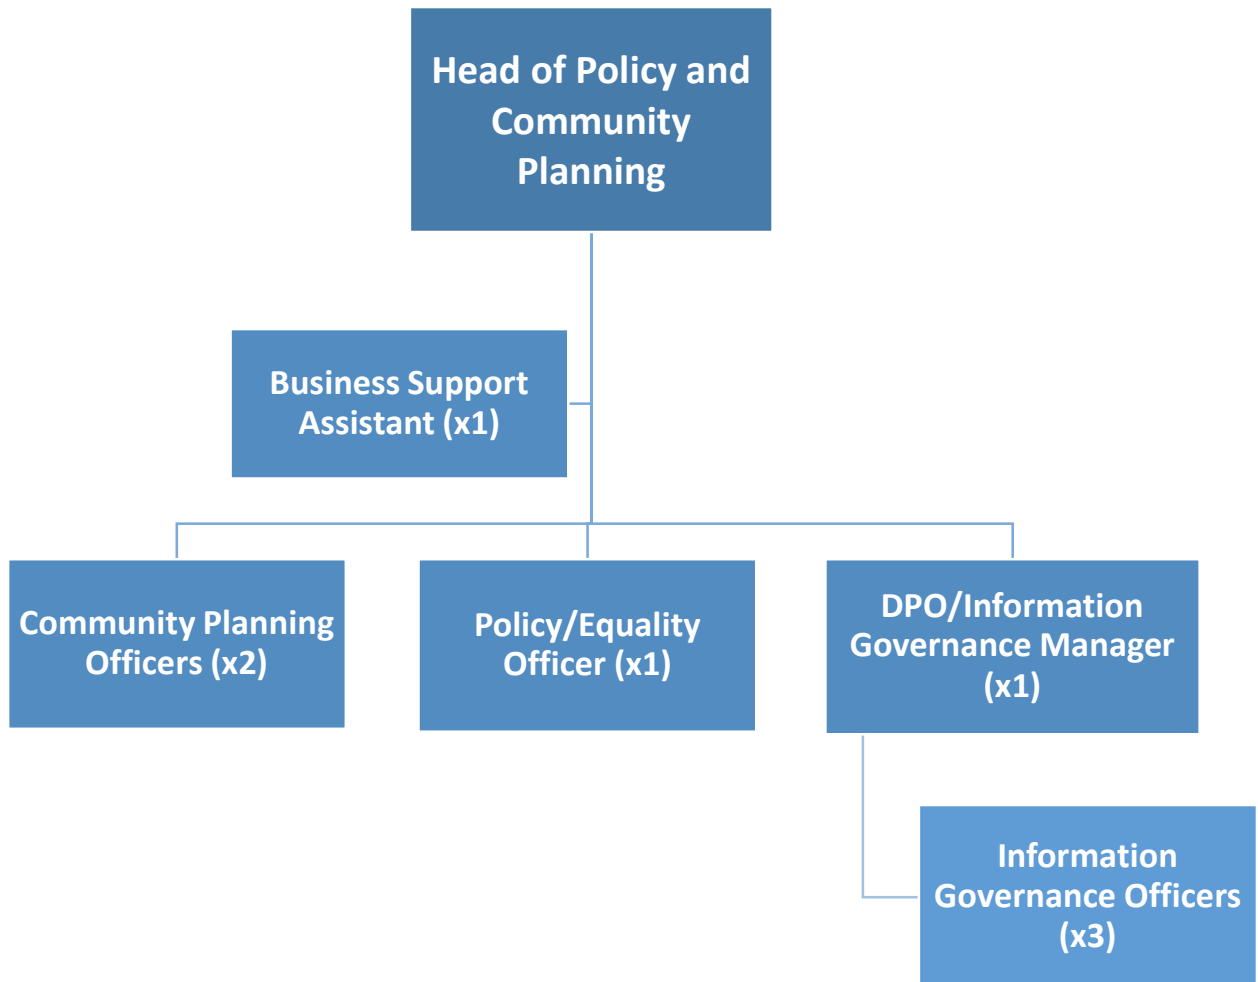 Head of Policy and
Community
Planning
Business Support
Assistant (x1)
Community Planning
Officers (x2)
Policy/Equality
Officer (x1)
DPO/Information
Governance Manager
(x1)
Information
Governance Officers
(x3)